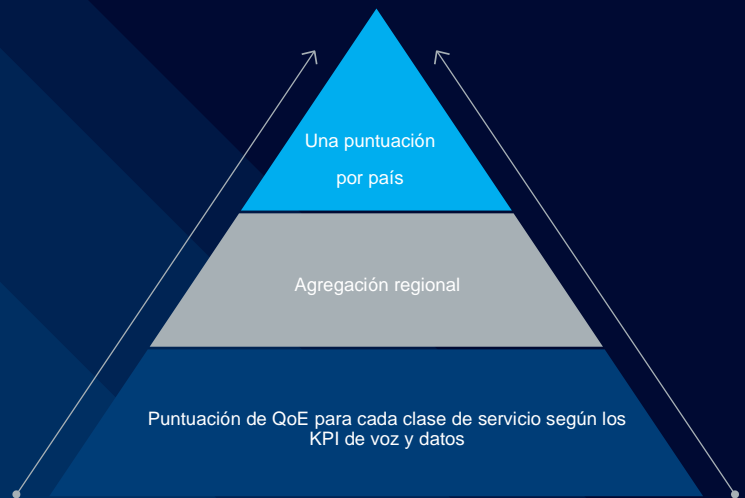 Una puntuación
por país
Agregación regional
Puntuación de QoE para cada clase de servicio según los
KPI de voz y datos